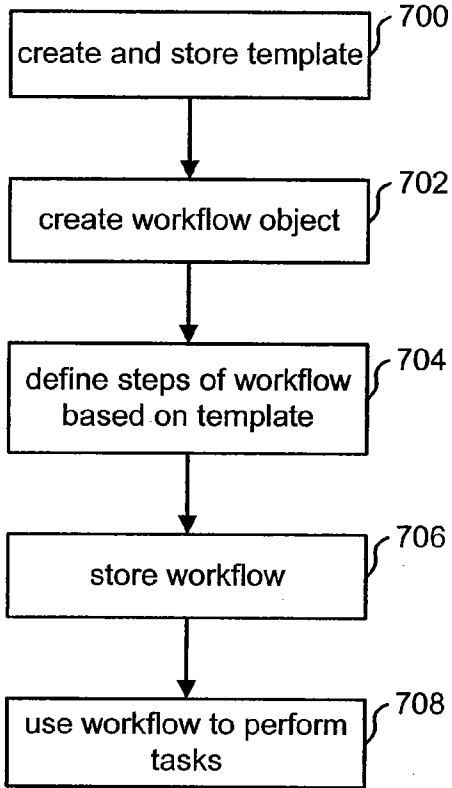 700
create and store template
702
create workflow object
704
define steps of workflow
based on template
706
store workflow
708
use workflow to perform
tasks